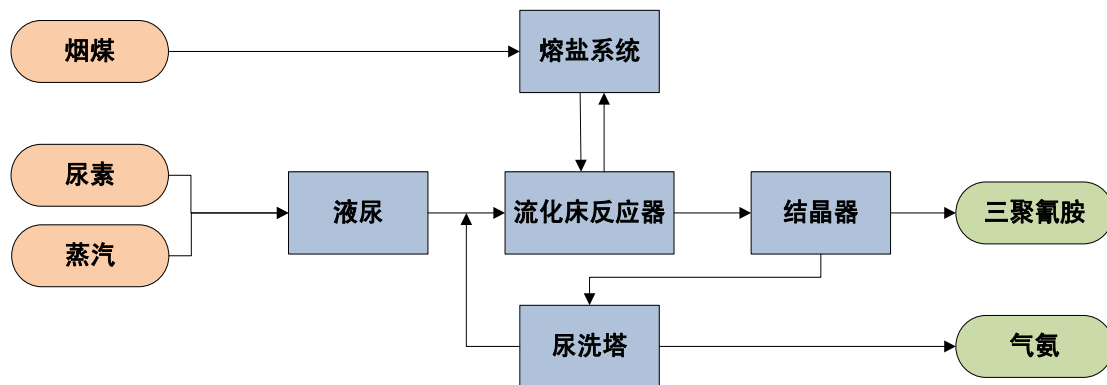 烟煤
熔盐系统
尿素
液尿
流化床反应器
结晶器
三聚氰胺
蒸汽
尿洗塔
气氨